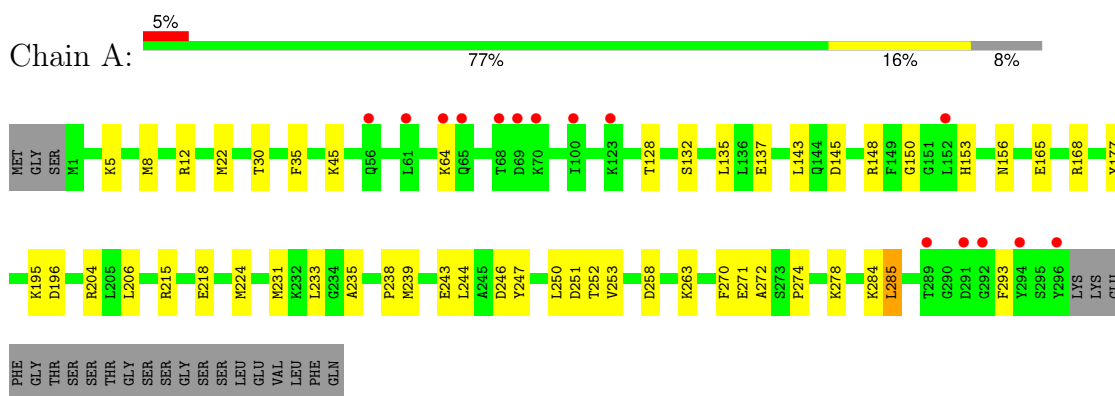 5%
Chain A:
77% 16% 8%
MET GLY SER M1 K5 M8 R12 M22 T30 F35 K45 Q56 L61 K64 Q65 T68 D69 K70 I100 K123 T128 S132 L135 L136 E137 L143 Q144 D145 R148 F149 G150 G151 L152 H153 N156 E165 R168
K195 D196 R204 L205 L206 R215 E218 M224 M231 K232 L233 G234 A235 P238 M239 E243 L244 A245 D246 Y247 L250 D251 T252 V253 D258 K263 F270 E271 A272 S273 P274 K278 K284 L285 T289 G290 D291 G292 F293 Y294 S295 Y296 LYS LYS GLU
PHE GLY THR SER SER THR GLY SER SER GLY SER SER LEU GLU VAL LEU PHE GLN